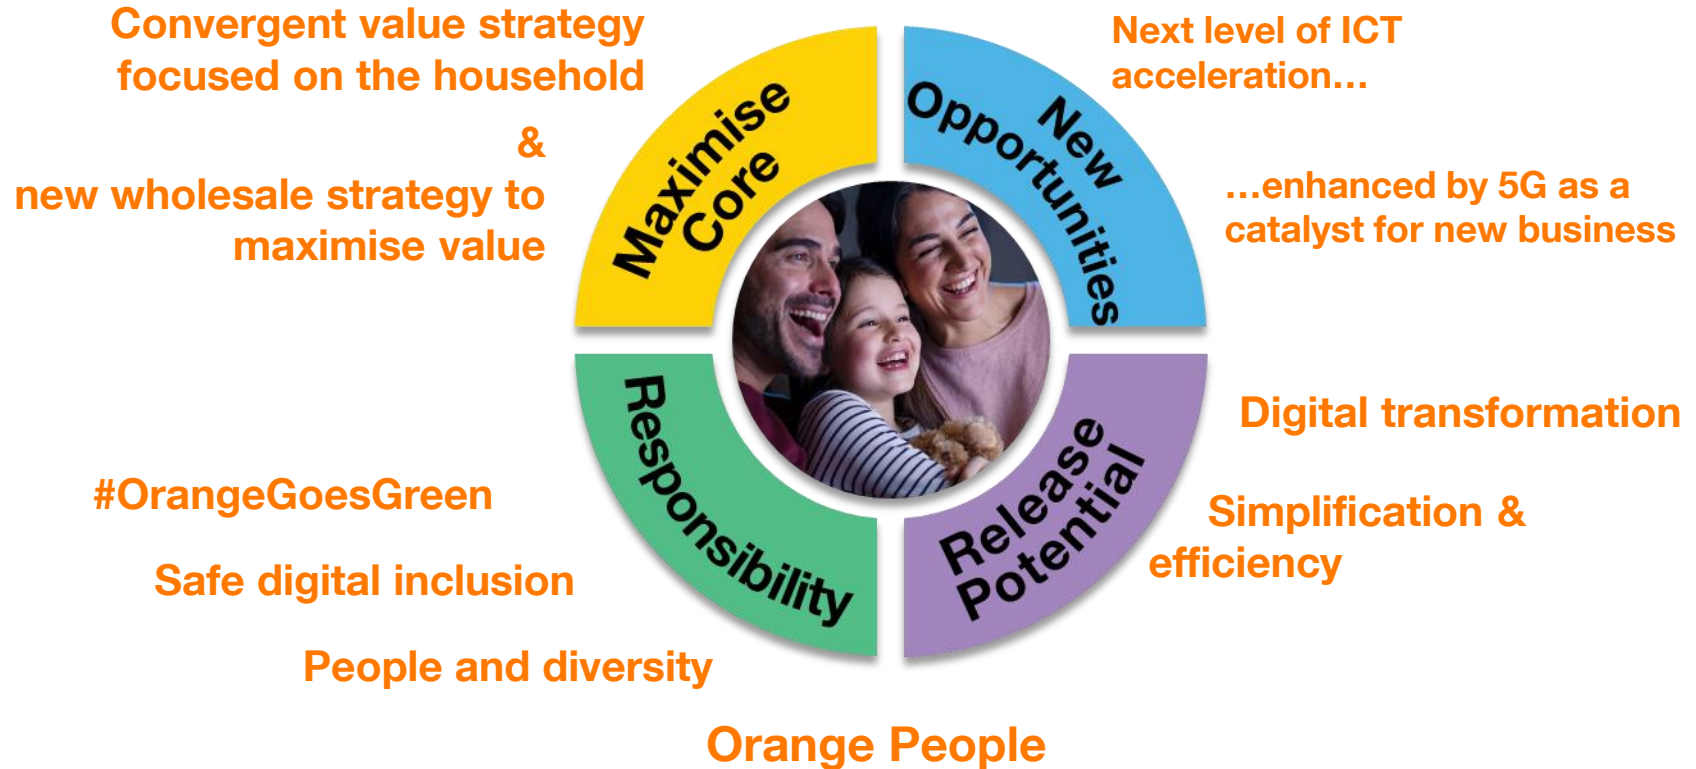 Convergent value strategy
focused on the household
&
new wholesale strategy to
maximise value
Maximise
Core
New
Opportunities
Next level of ICT
acceleration…
…enhanced by 5G as a
catalyst for new business
Responsibility
#OrangeGoesGreen
Safe digital inclusion
People and diversity
Release
Potential
Digital transformation
Simplification &
efficiency
Orange People